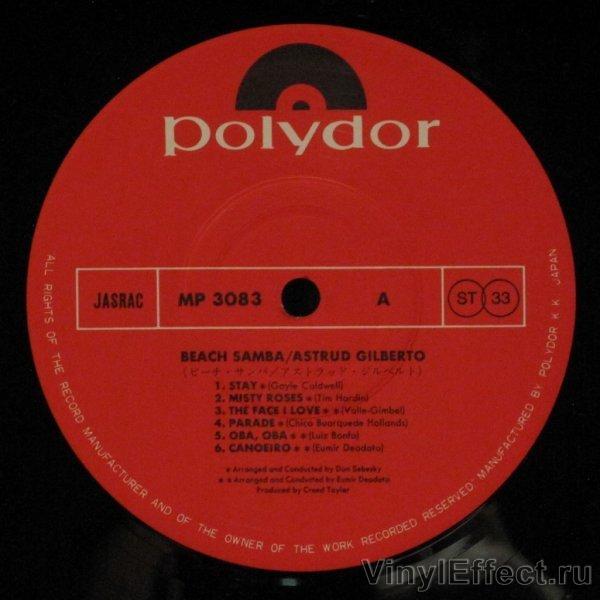 polydor
JASRAC MP 3083 A ST 33
BEACH SAMBA/ASTRUD GILBERTO
(ビーチ・サンバ/アストラッド・ジルベルト)
1. STAY *(Gayle Caldwell)
2. MISTY ROSES *(Tim Hardin)
3. THE FACE I LOVE *(Valle-Gimbel)
4. PARADE *(Chico Buarquede Hollands)
5. OBA, OBA **(Luiz Bonfa)
6. CANOEIRO **(Eumir Deodato)
* Arranged and Conducted by Don Sebesky
** Arranged and Conducted by Eumir Deodato
Produced by Creed Taylor
ALL RIGHTS OF THE RECORD MANUFACTURER AND OF THE OWNER OF THE WORK RECORDED RESERVED · MANUFACTURED BY POLYDOR K.K. JAPAN
VinylEffect.ru